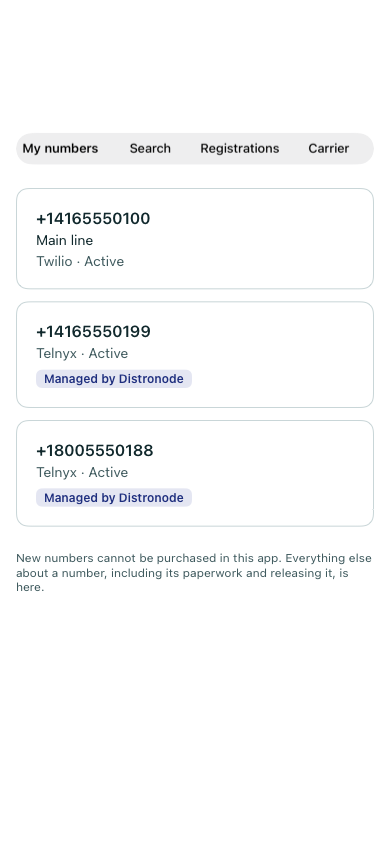 My numbers Search Registrations Carrier
+14165550100
Main line
Twilio · Active
+14165550199
Telnyx · Active
Managed by Distronode
+18005550188
Telnyx · Active
Managed by Distronode
New numbers cannot be purchased in this app. Everything else
about a number, including its paperwork and releasing it, is
here.